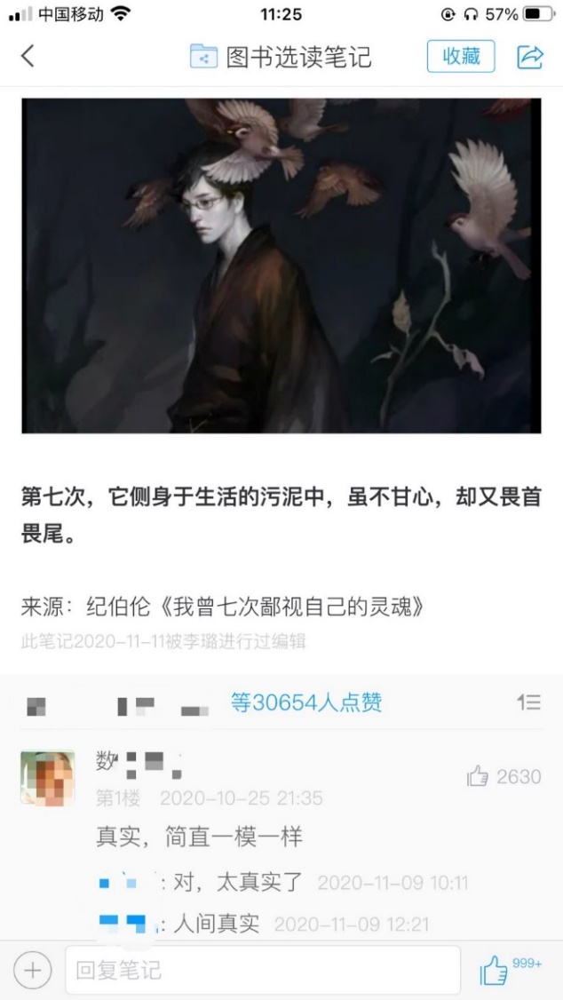 中国移动
11:25
57%
图书选读笔记
收藏
第七次，它侧身于生活的污泥中，虽不甘心，却又畏首
畏尾。
来源：纪伯伦《我曾七次鄙视自己的灵魂》
此笔记2020-11-11被李璐进行过编辑
等30654人点赞
数
2630
第1楼 2020-10-25 21:35
真实，简直一模一样
: 对，太真实了 2020-11-09 10:11
: 人间真实 2020-11-09 12:21
回复笔记
999+